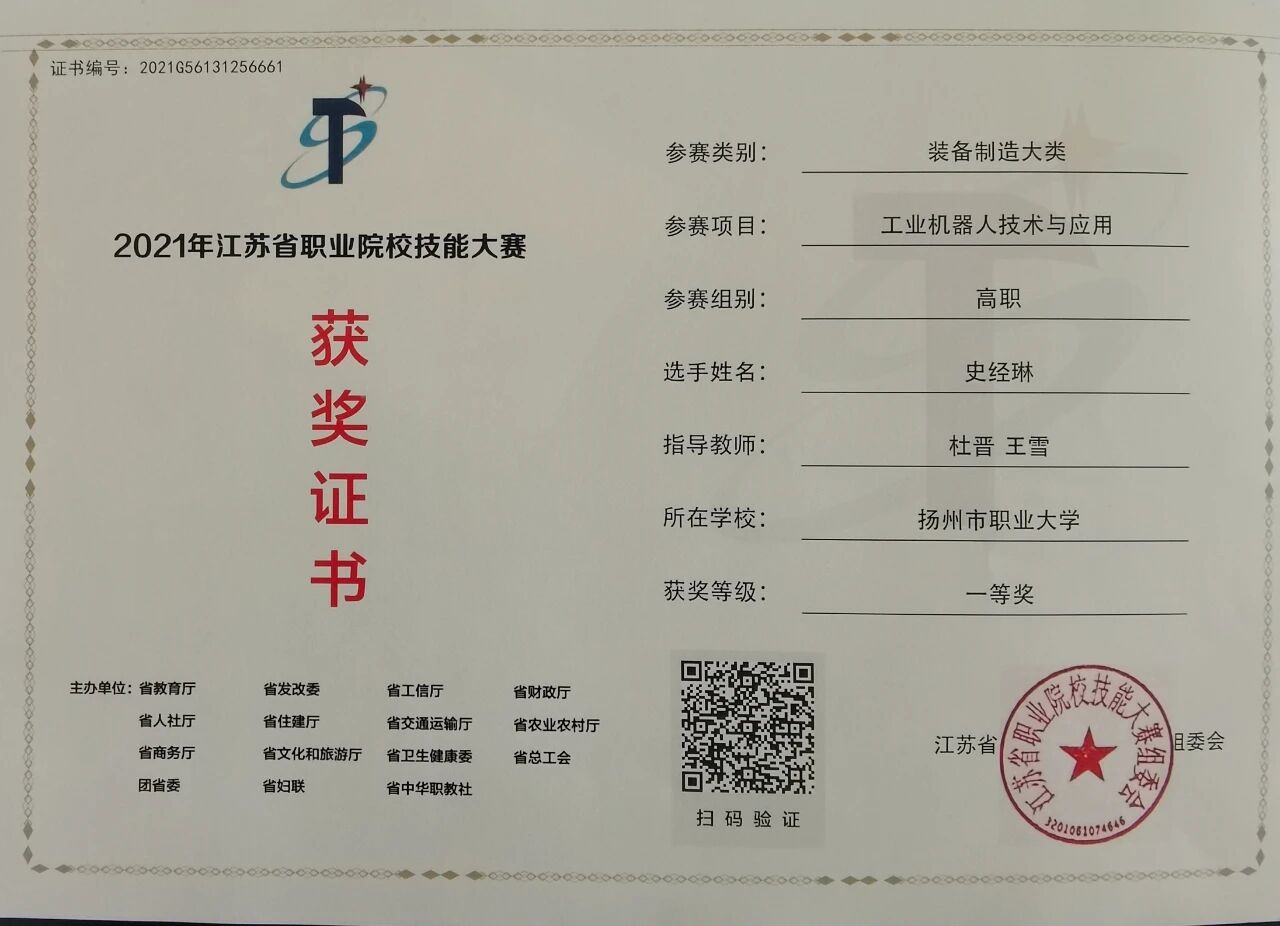 证书编号：2021G56131256661
2021年江苏省职业院校技能大赛
获
奖
证
书
参赛类别： 装备制造大类
参赛项目： 工业机器人技术与应用
参赛组别： 高职
选手姓名： 史经琳
指导教师： 杜晋 王雪
所在学校： 扬州市职业大学
获奖等级： 一等奖
主办单位：省教育厅 省发改委 省工信厅 省财政厅
省人社厅 省住建厅 省交通运输厅 省农业农村厅
省商务厅 省文化和旅游厅 省卫生健康委 省总工会
团省委 省妇联 省中华职教社
扫码验证
江苏省 组委会
江苏省职业院校技能大赛组委会
3201061074646